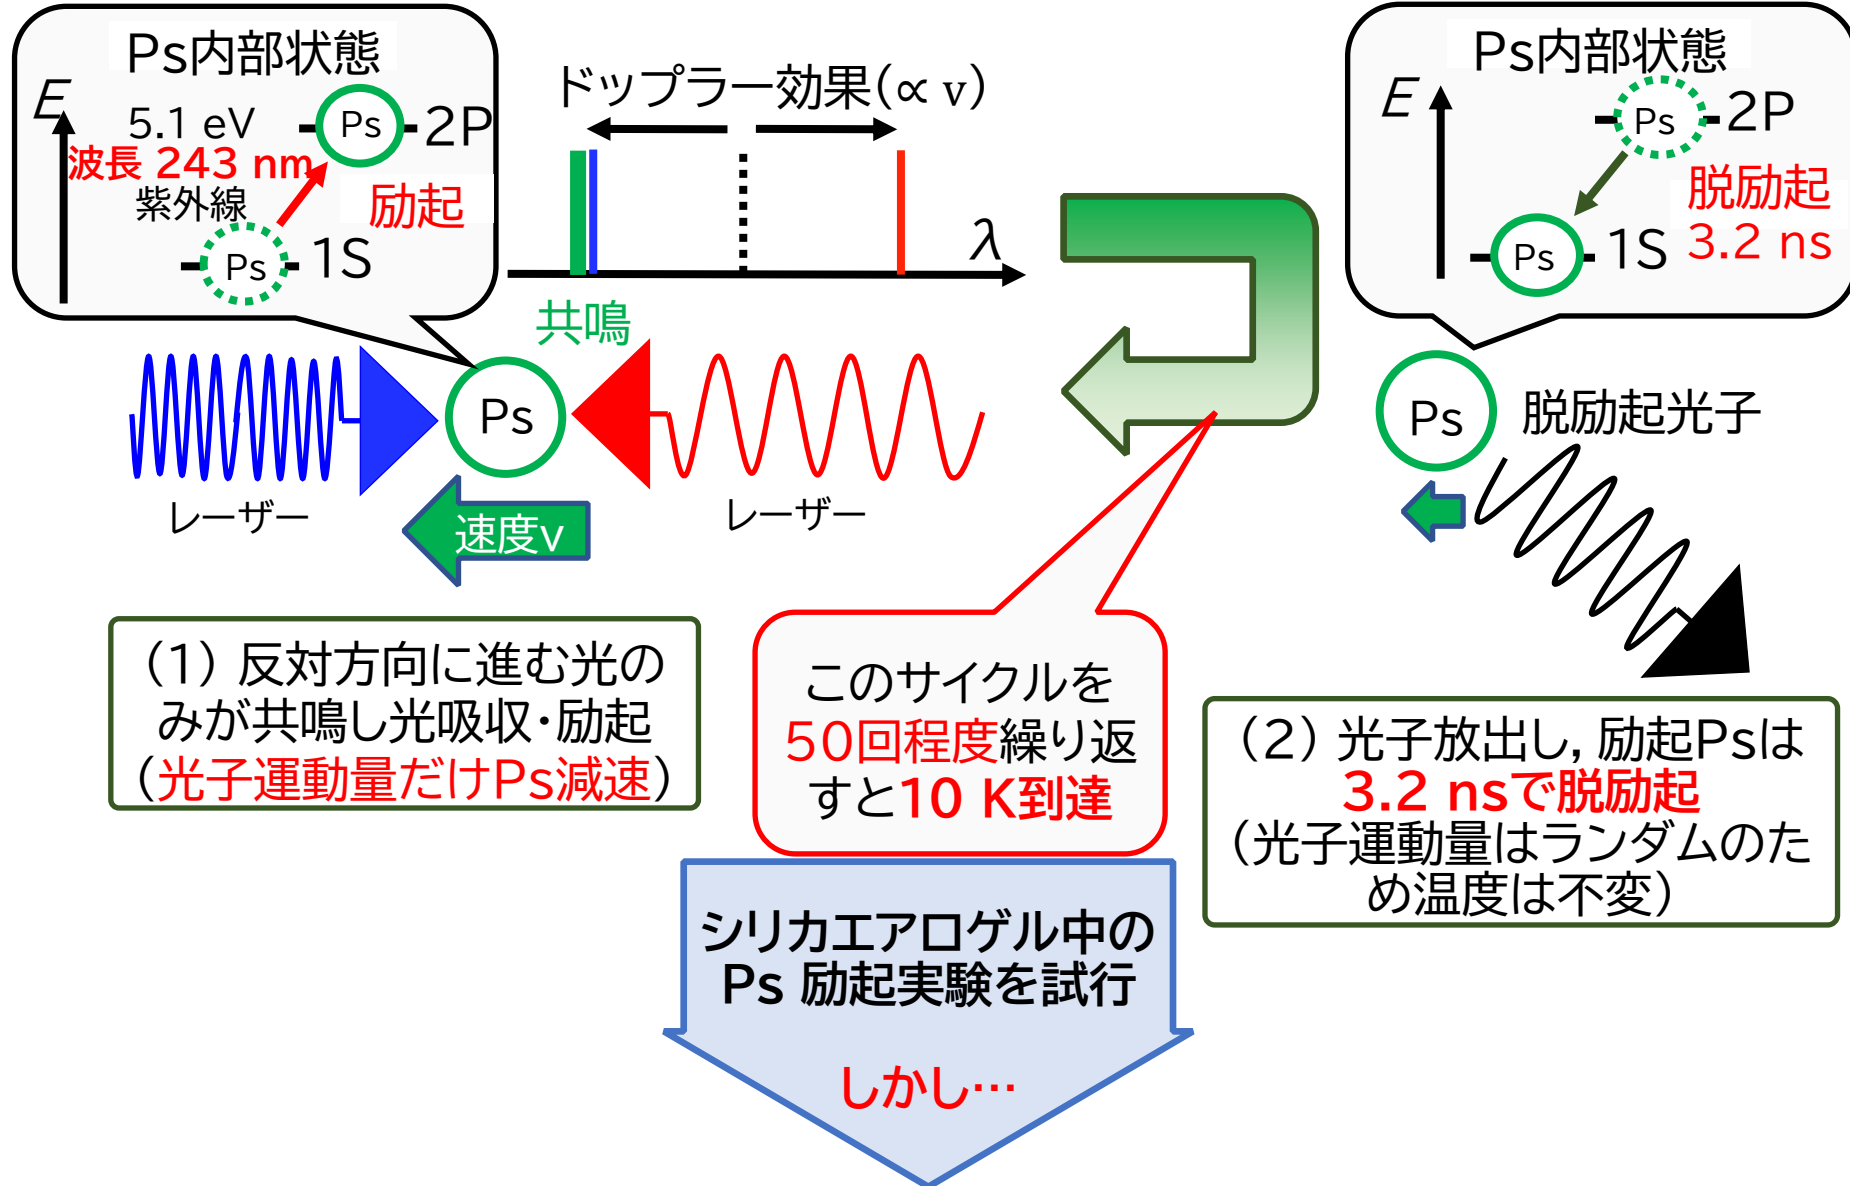 Ps内部状態
E
5.1 eV
波長 243 nm
紫外線
Ps
2P
励起
Ps
1S
ドップラー効果(∝ v)
λ
共鳴
Ps
レーザー
レーザー
速度v
(1) 反対方向に進む光の
みが共鳴し光吸収・励起
(光子運動量だけPs減速)
このサイクルを
50回程度繰り返
すと10 K到達
Ps内部状態
E
Ps
2P
脱励起
3.2 ns
Ps
1S
Ps
脱励起光子
(2) 光子放出し, 励起Psは
3.2 nsで脱励起
(光子運動量はランダムのた
め温度は不変)
シリカエアロゲル中の
Ps 励起実験を試行
しかし…